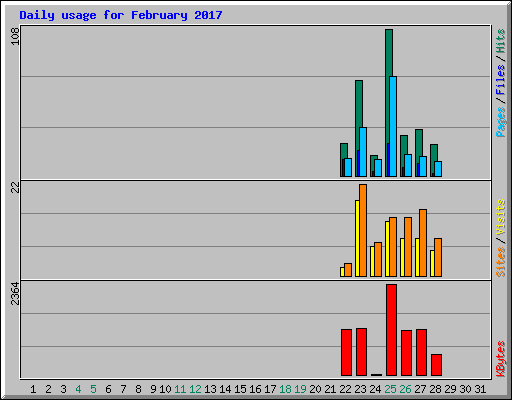 Daily usage for February 2017
108
Pages / Files / Hits
22
Sites / Visits
2364
KBytes
1 2 3 4 5 6 7 8 9 10 11 12 13 14 15 16 17 18 19 20 21 22 23 24 25 26 27 28 29 30 31